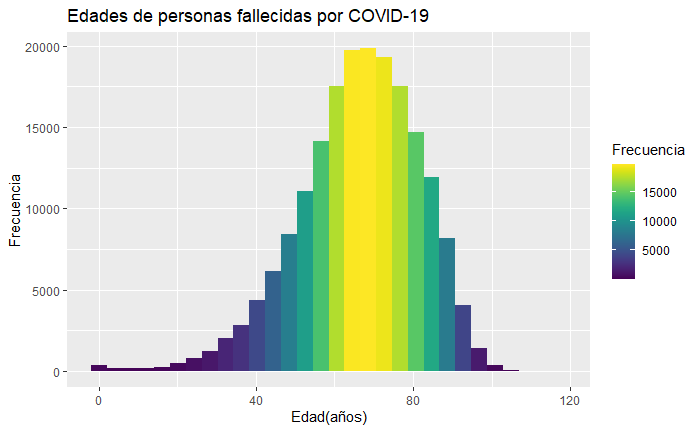 Edades de personas fallecidas por COVID-19
20000
15000
10000
5000
0
Frecuencia
0 40 80 120
Edad(años)
Frecuencia
15000
10000
5000